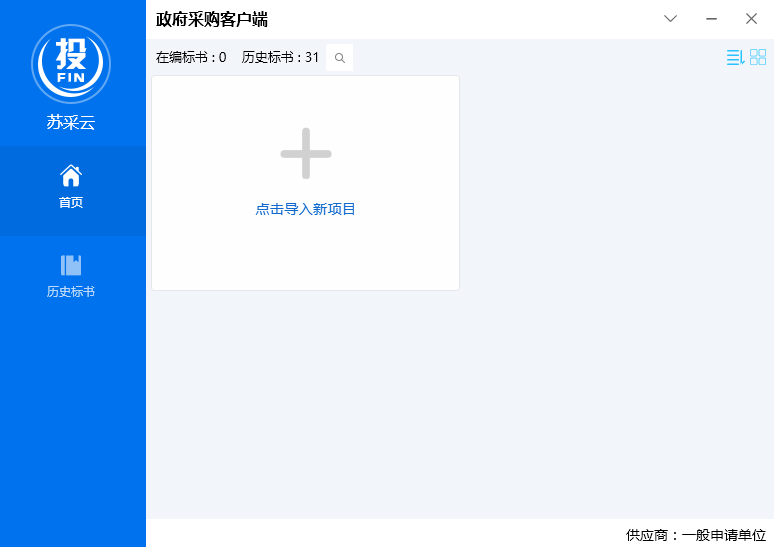 政府采购客户端
投
FIN
苏采云
首页
历史标书
在编标书 : 0 历史标书 : 31
点击导入新项目
供应商：一般申请单位